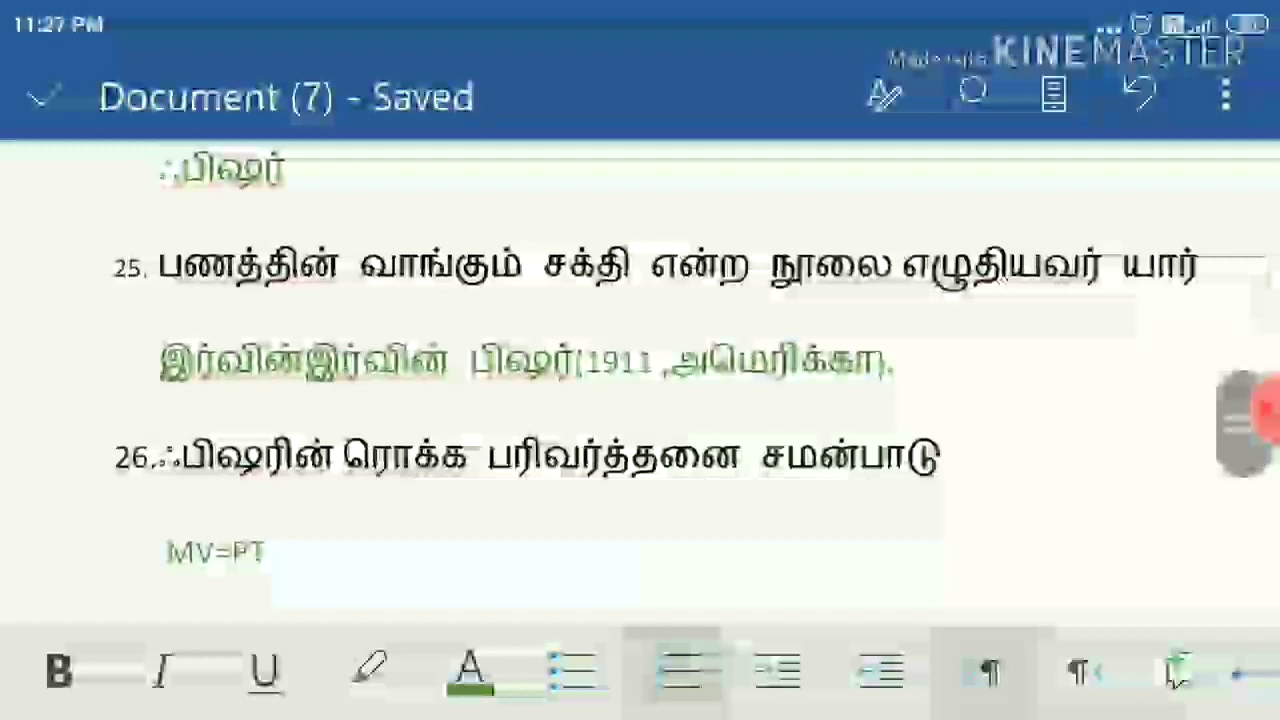 11:27 PM
KINEMASTER
Document (7) - Saved
ஃபிஷர்
25. பணத்தின் வாங்கும் சக்தி என்ற நூலை எழுதியவர் யார்
இர்வின்இர்வின் பிஷர்(1911 ,அமெரிக்கா).
26.ஃபிஷரின் ரொக்க பரிவர்த்தனை சமன்பாடு
MV=PT
B I U A